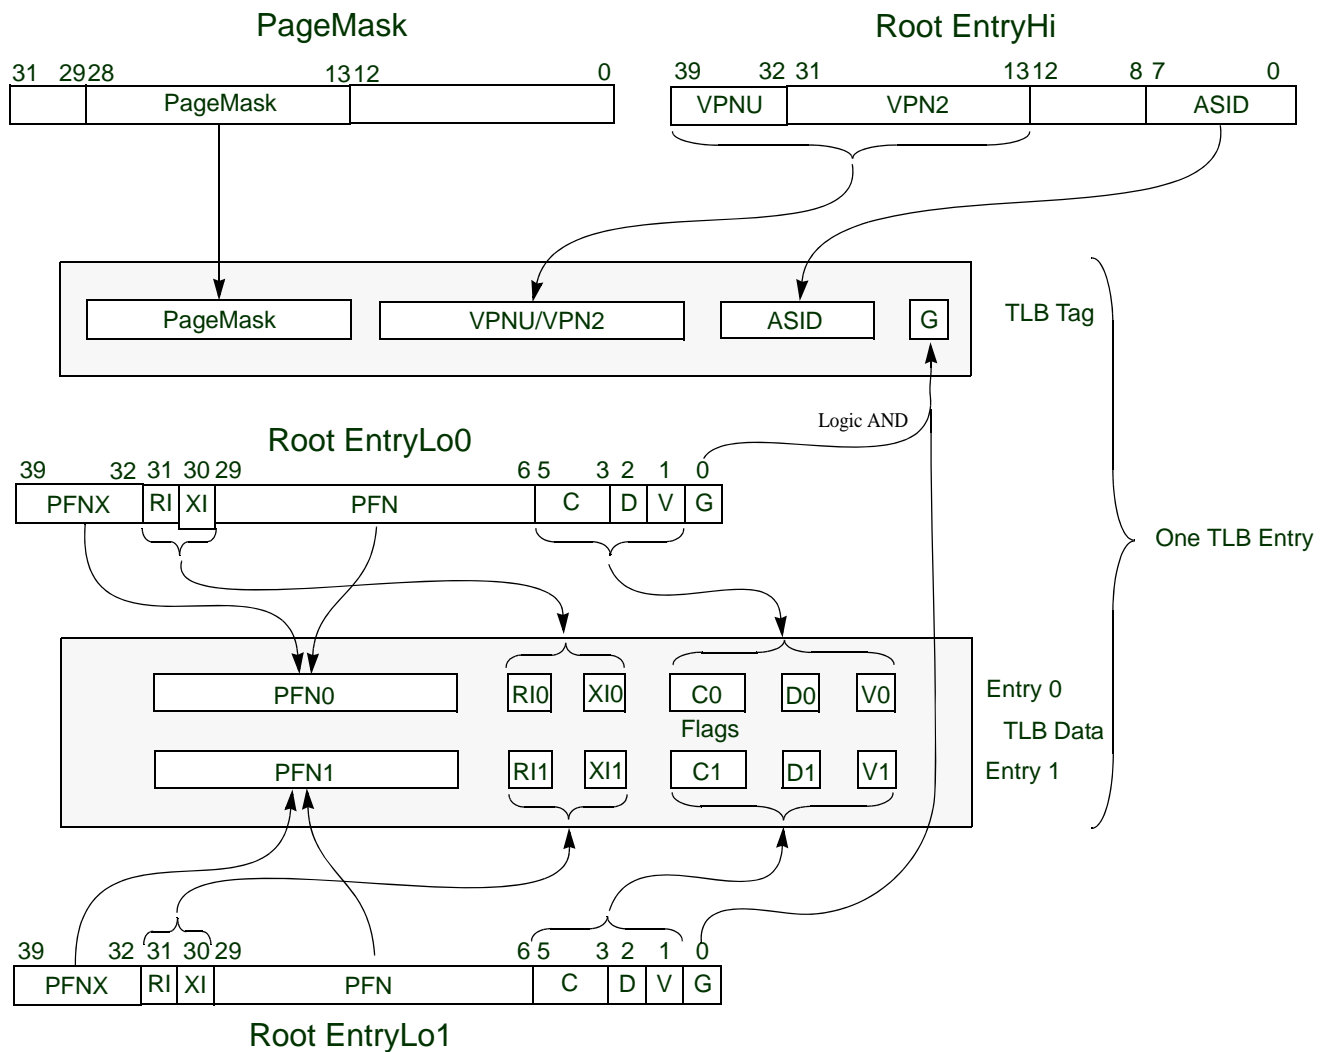 PageMask
Root EntryHi
31 29 28 13 12 0
39 32 31 13 12 8 7 0
PageMask
VPNU VPN2 ASID
PageMask VPNU/VPN2 ASID G
TLB Tag
Logic AND
Root EntryLo0
39 32 31 30 29 6 5 3 2 1 0
PFNX RI XI PFN C D V G
One TLB Entry
PFN0 RI0 XI0 C0 D0 V0
Entry 0
Flags
TLB Data
PFN1 RI1 XI1 C1 D1 V1
Entry 1
39 32 31 30 29 6 5 3 2 1 0
PFNX RI XI PFN C D V G
Root EntryLo1